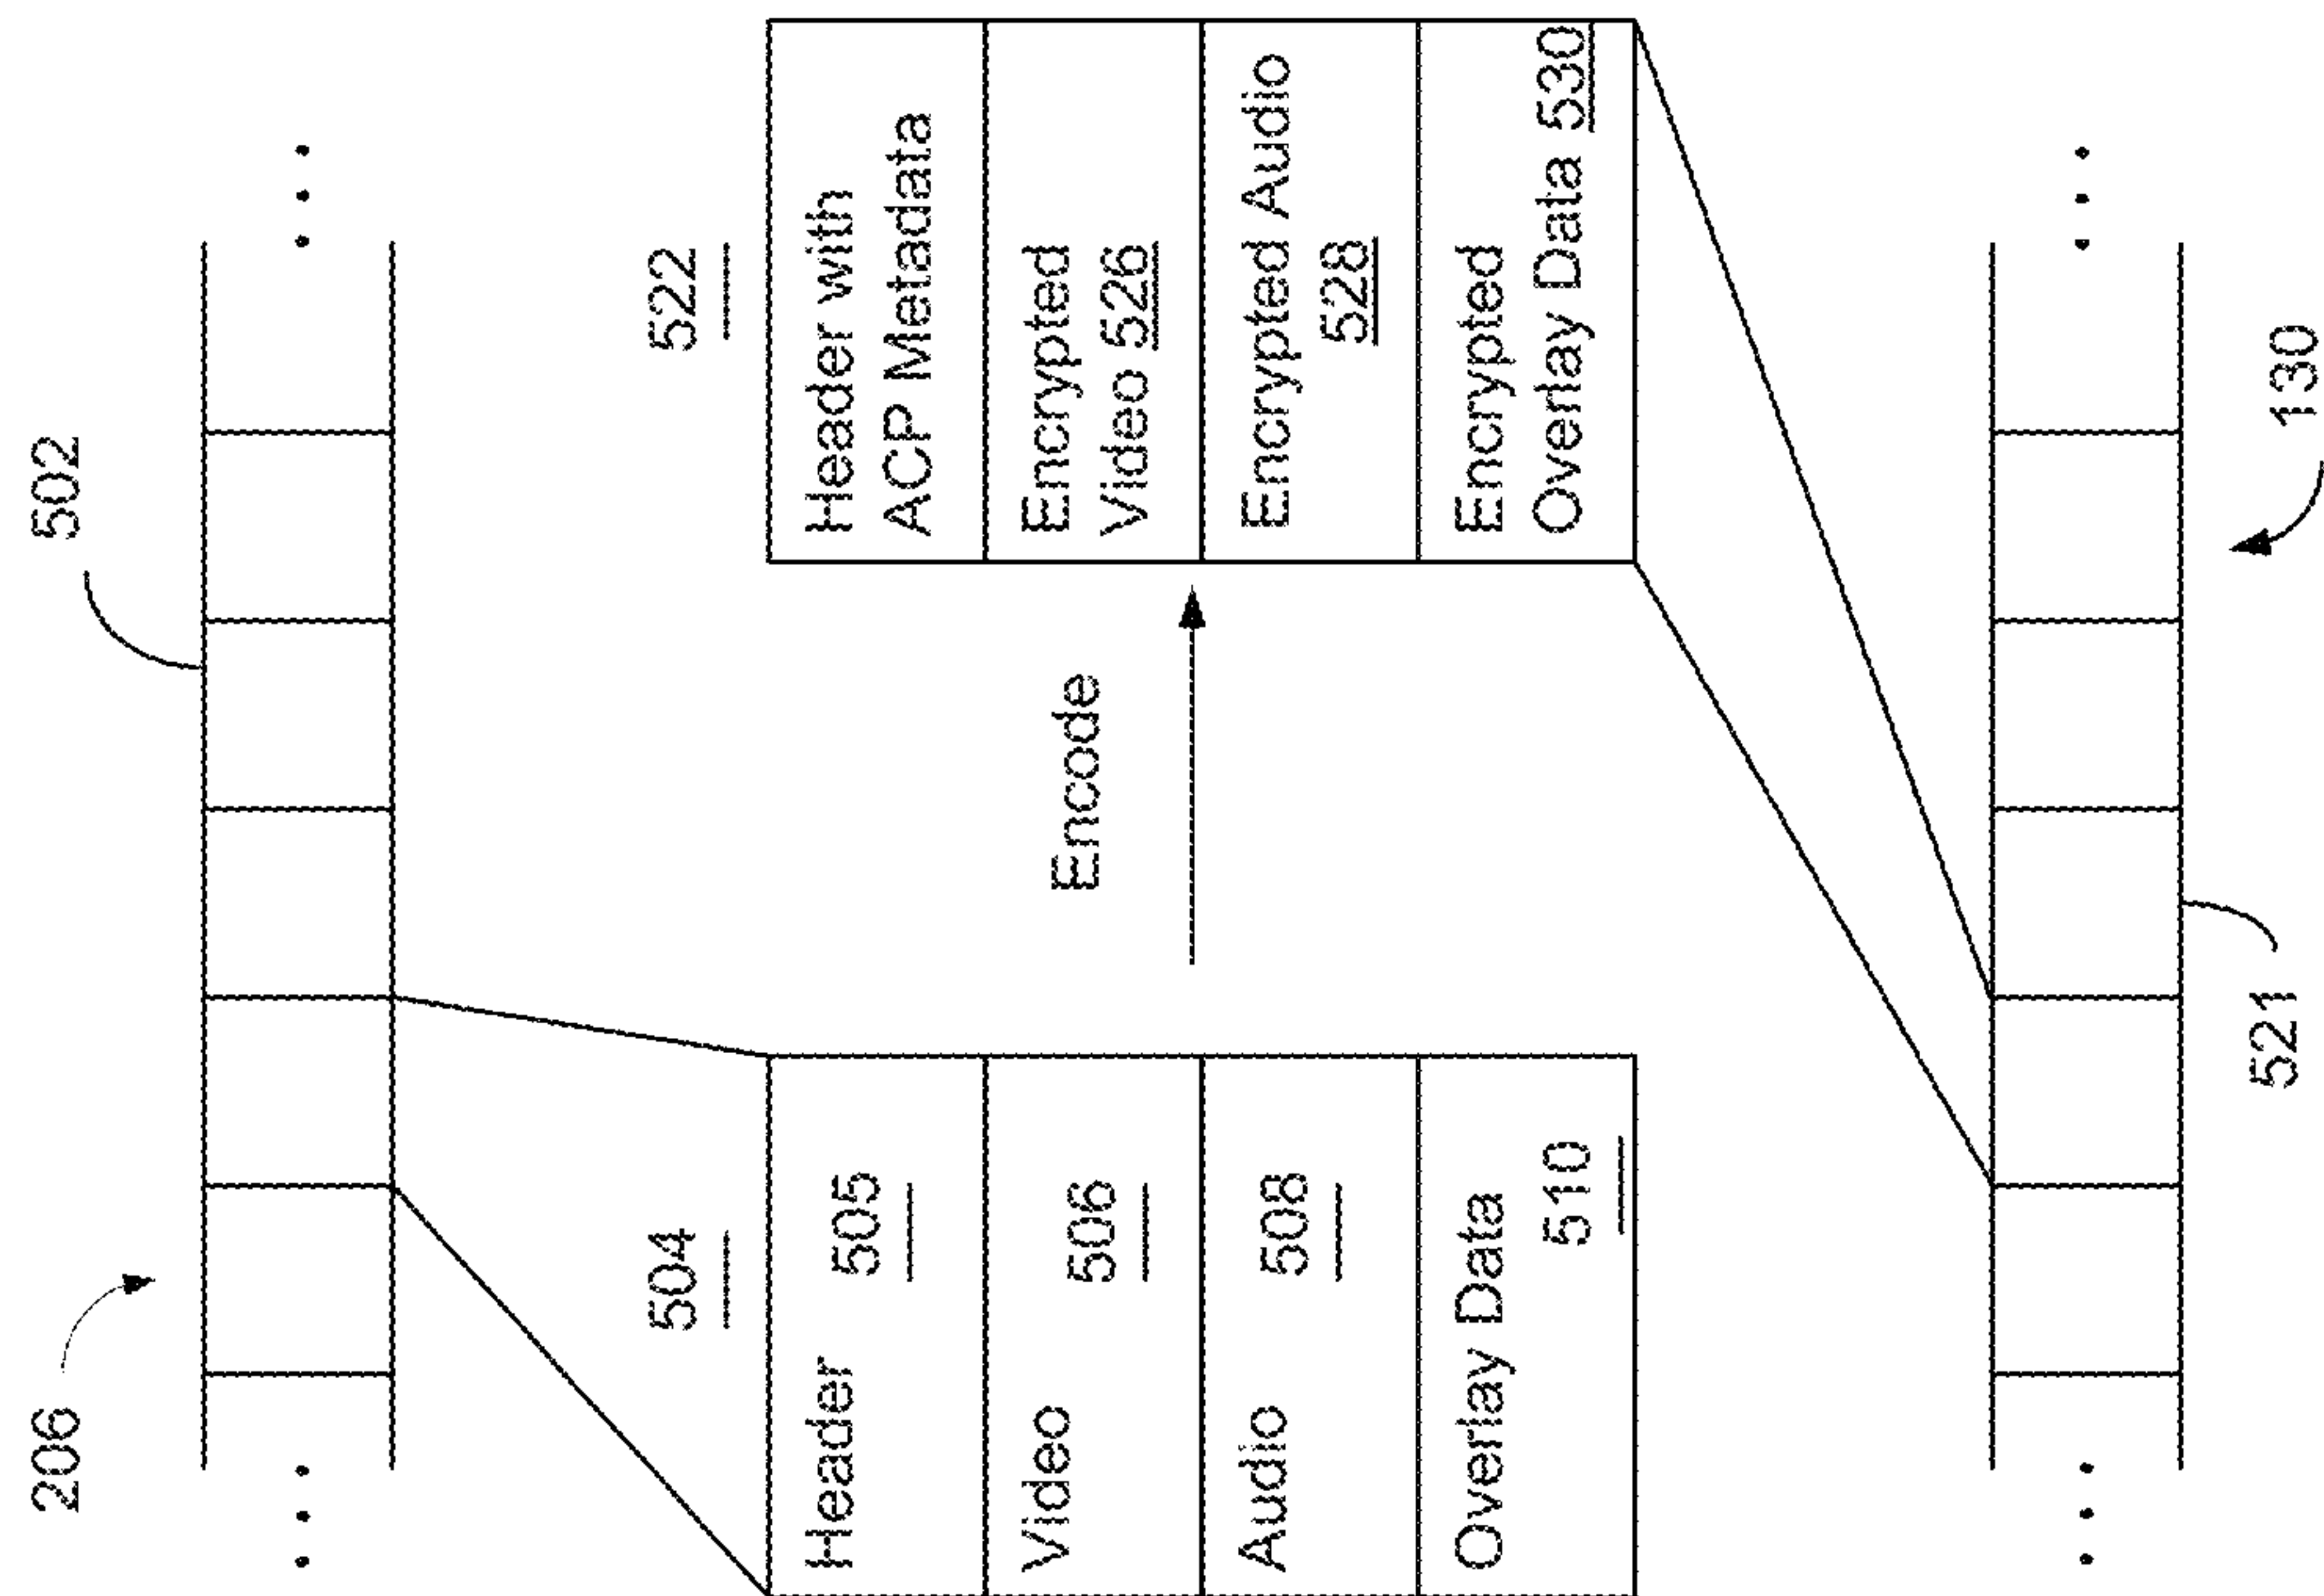 206
502
504
522
Header
505
Video
506
Audio
508
Overlay Data
510
Encode
Header with
ACP Metadata
Encrypted
Video 526
Encrypted Audio
528
Encrypted
Overlay Data 530
521
130